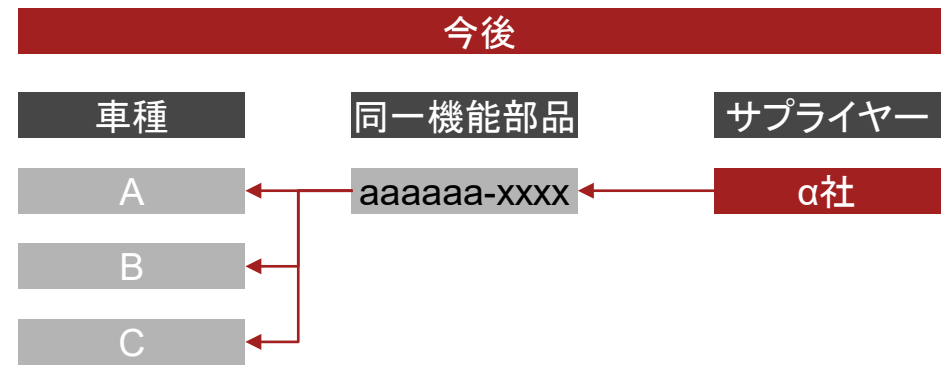 今後
車種
同一機能部品
サプライヤー
A
aaaaaa-xxxx
α社
B
C